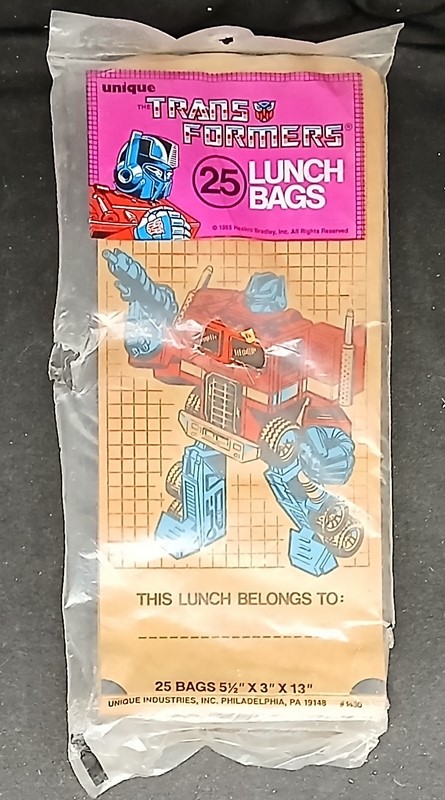 unique
THE TRANS
FORMERS®
25 LUNCH
BAGS
© 1985 Hasbro Bradley, Inc. All Rights Reserved
THIS LUNCH BELONGS TO:
25 BAGS 5½" X 3" X 13"
UNIQUE INDUSTRIES, INC. PHILADELPHIA, PA 19148